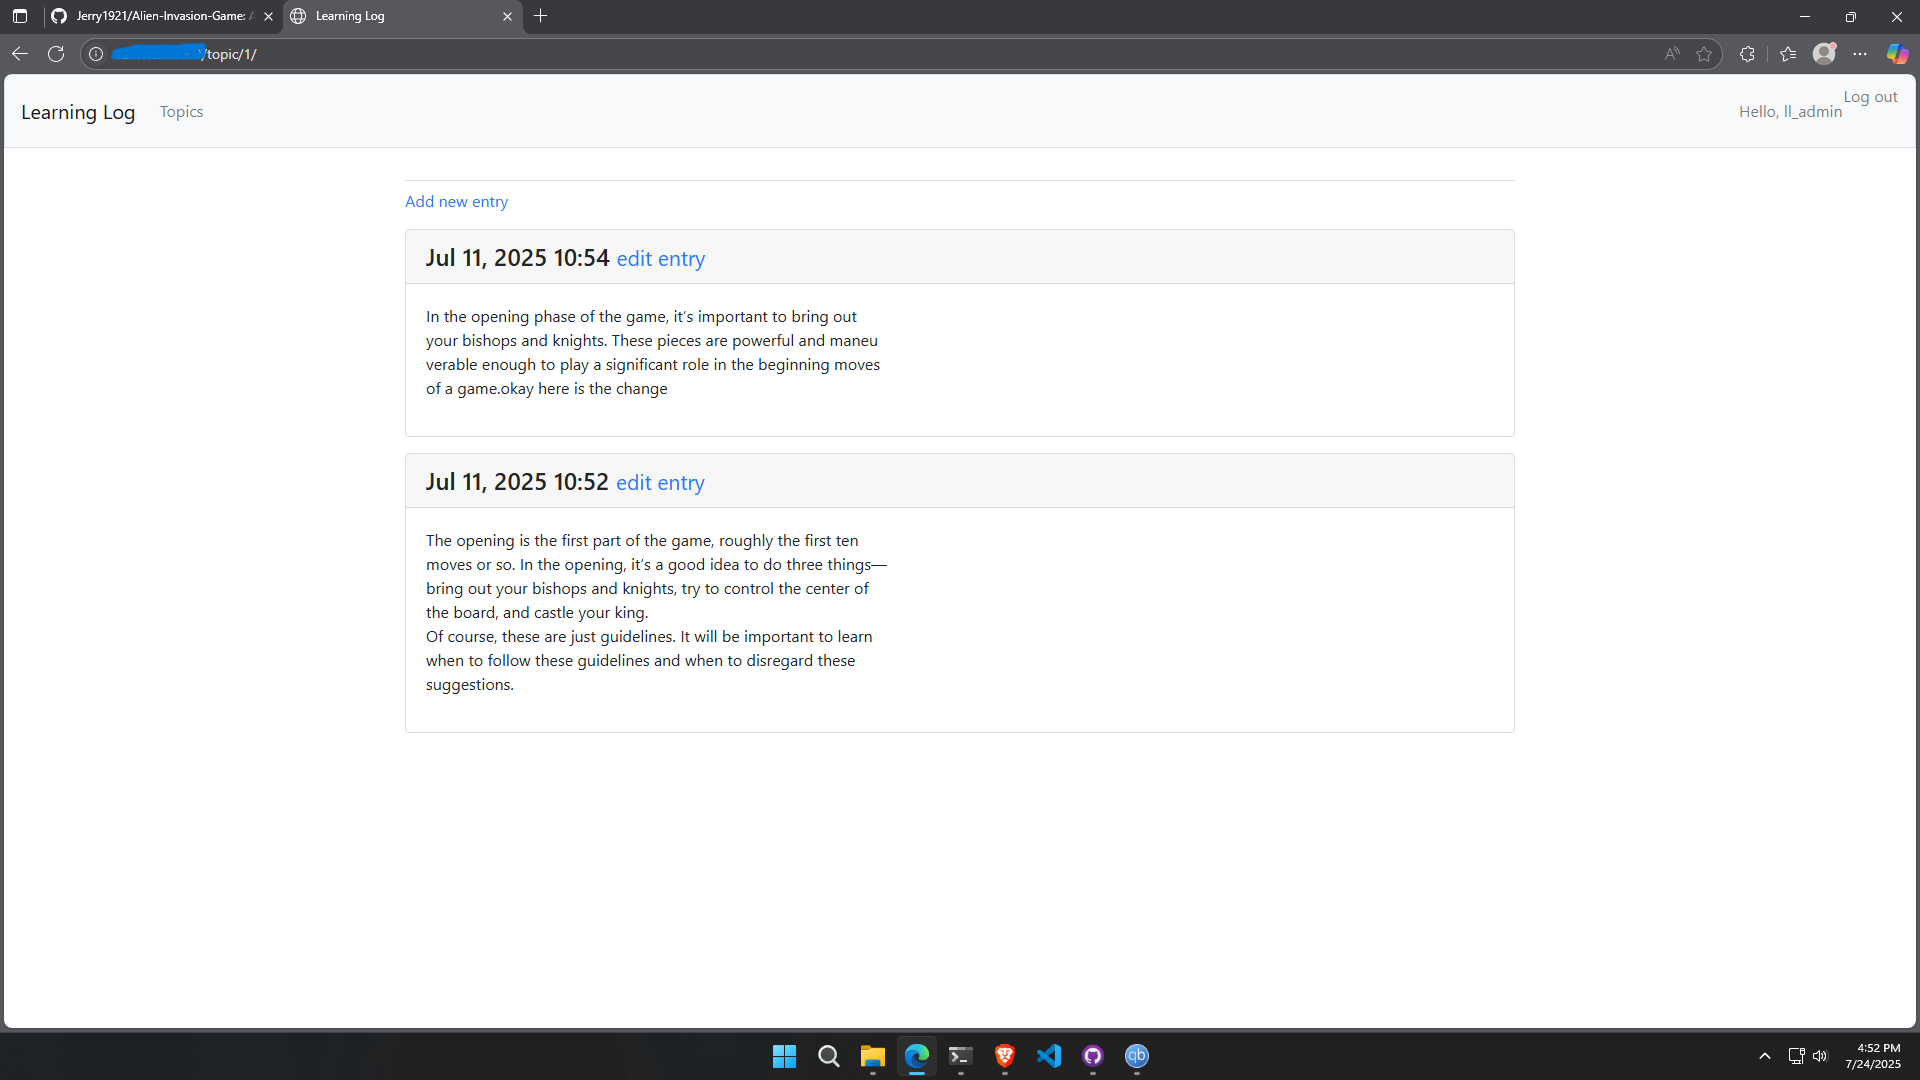 Jerry1921/Alien-Invasion-Game: A
Learning Log
/topic/1/
Learning Log
Topics
Hello, ll_admin
Log out
Add new entry
Jul 11, 2025 10:54 edit entry
In the opening phase of the game, it’s important to bring out
your bishops and knights. These pieces are powerful and maneu
verable enough to play a significant role in the beginning moves
of a game.okay here is the change
Jul 11, 2025 10:52 edit entry
The opening is the first part of the game, roughly the first ten
moves or so. In the opening, it’s a good idea to do three things—
bring out your bishops and knights, try to control the center of
the board, and castle your king.
Of course, these are just guidelines. It will be important to learn
when to follow these guidelines and when to disregard these
suggestions.
qb
4:52 PM
7/24/2025